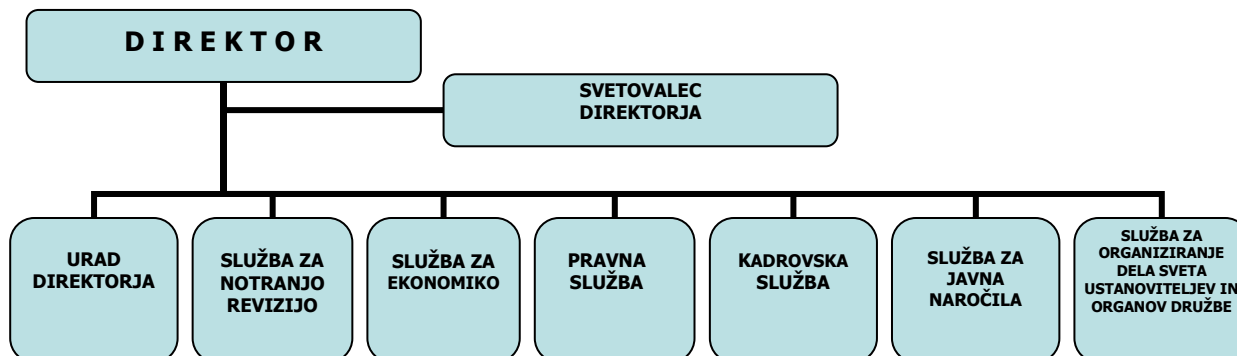 D I R E K T O R
SVETOVALEC
DIREKTORJA
URAD
DIREKTORJA
SLUŽBA ZA
NOTRANJO
REVIZIJO
SLUŽBA ZA
EKONOMIKO
PRAVNA
SLUŽBA
KADROVSKA
SLUŽBA
SLUŽBA ZA
JAVNA
NAROČILA
SLUŽBA ZA
ORGANIZIRANJE
DELA SVETA
USTANOVITELJEV IN
ORGANOV DRUŽBE